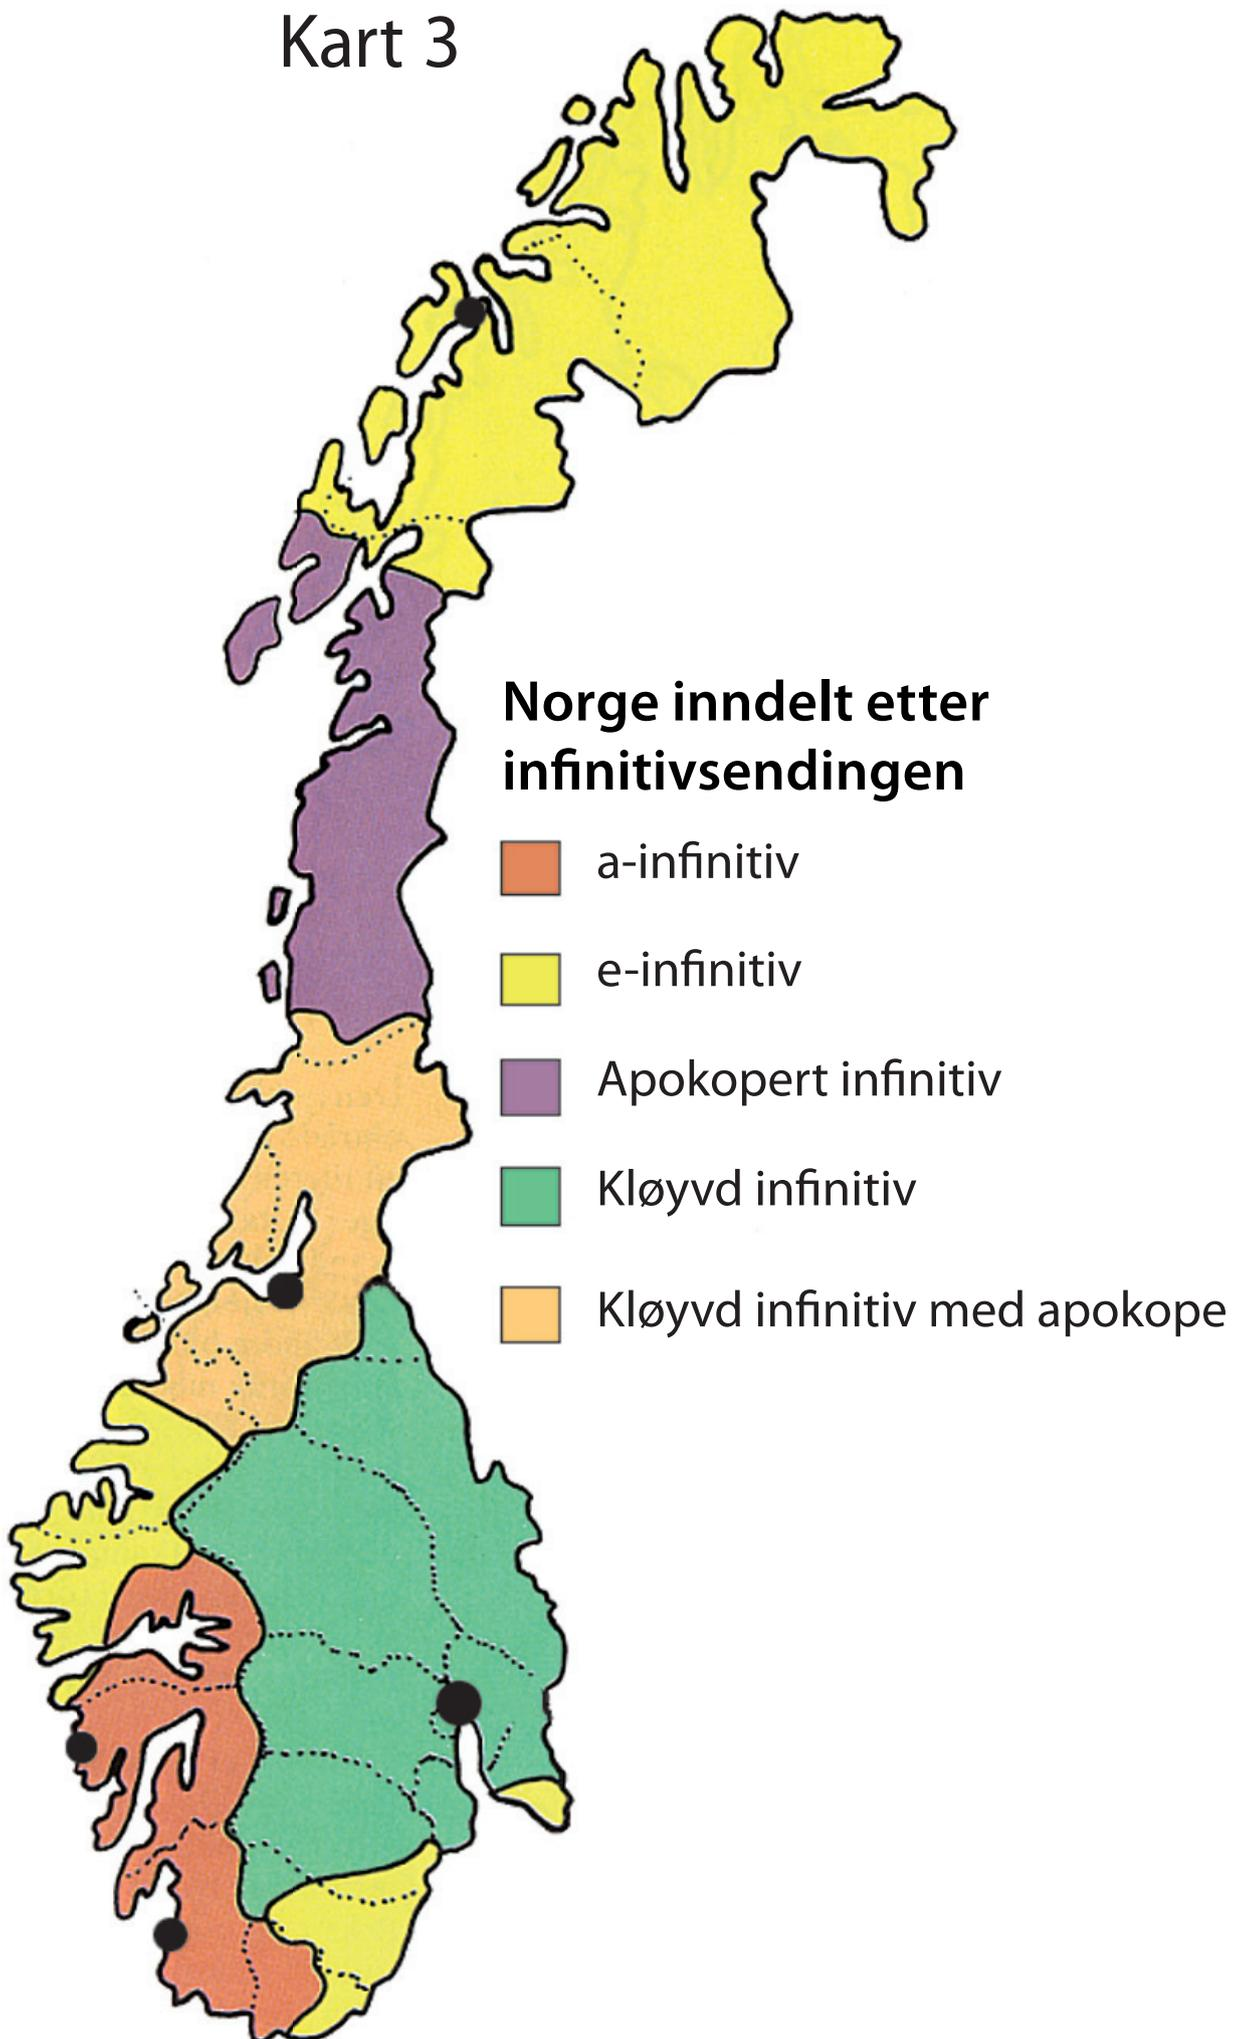 Kart 3
Norge inndelt etter
infinitivsendingen
a-infinitiv
e-infinitiv
Apokopert infinitiv
Kløyvd infinitiv
Kløyvd infinitiv med apokope